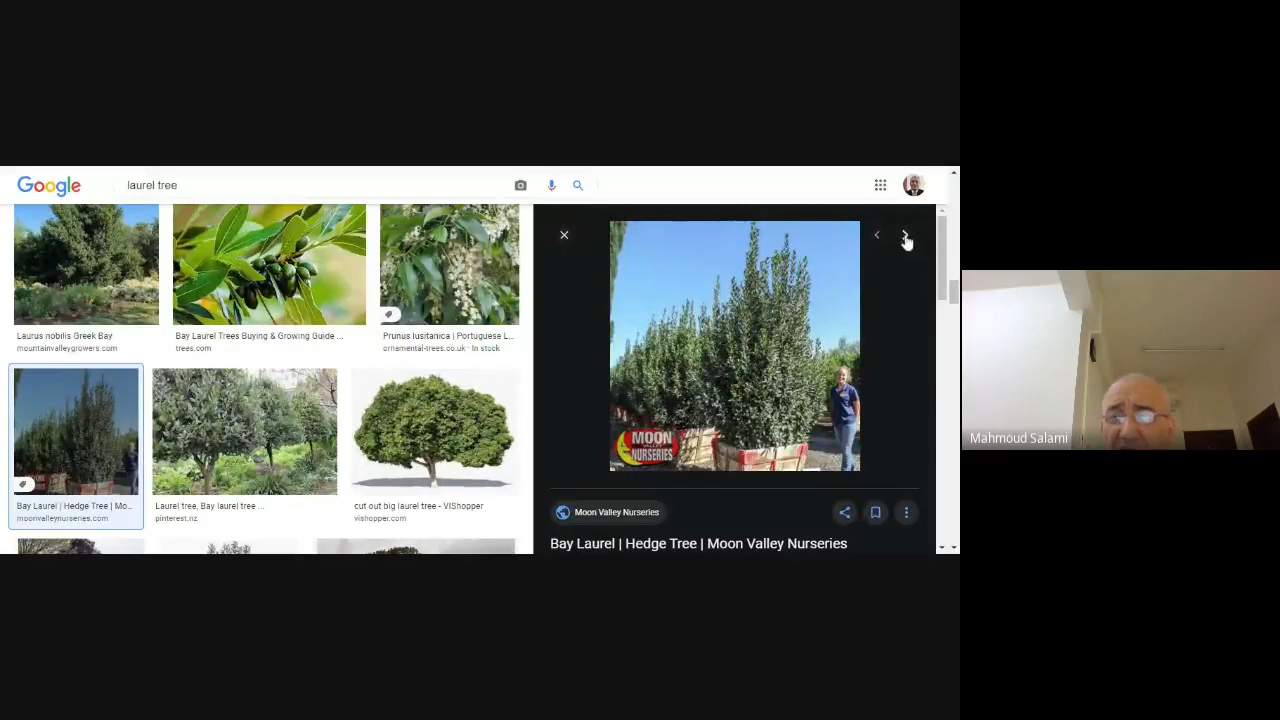 Google
laurel tree
Laurus nobilis Greek Bay
mountainvalleygrowers.com
Bay Laurel Trees Buying & Growing Guide ...
trees.com
Prunus lusitanica | Portuguese L...
ornamental-trees.co.uk · In stock
Bay Laurel | Hedge Tree | Mo...
moonvalleynurseries.com
Laurel tree, Bay laurel tree ...
pinterest.nz
cut out big laurel tree - VIShopper
vishopper.com
MOON
VALLEY
NURSERIES
Moon Valley Nurseries
Bay Laurel | Hedge Tree | Moon Valley Nurseries
Mahmoud Salami